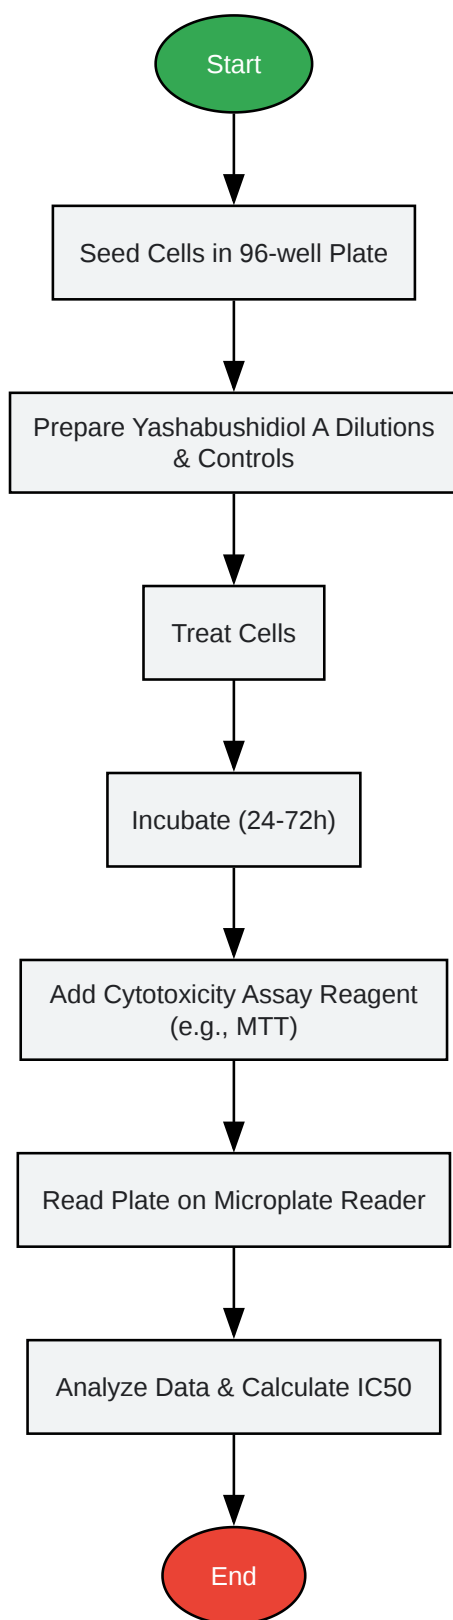 Start
Seed Cells in 96-well Plate
Prepare Yashabushidiol A Dilutions
& Controls
Treat Cells
Incubate (24-72h)
Add Cytotoxicity Assay Reagent
(e.g., MTT)
Read Plate on Microplate Reader
Analyze Data & Calculate IC50
End